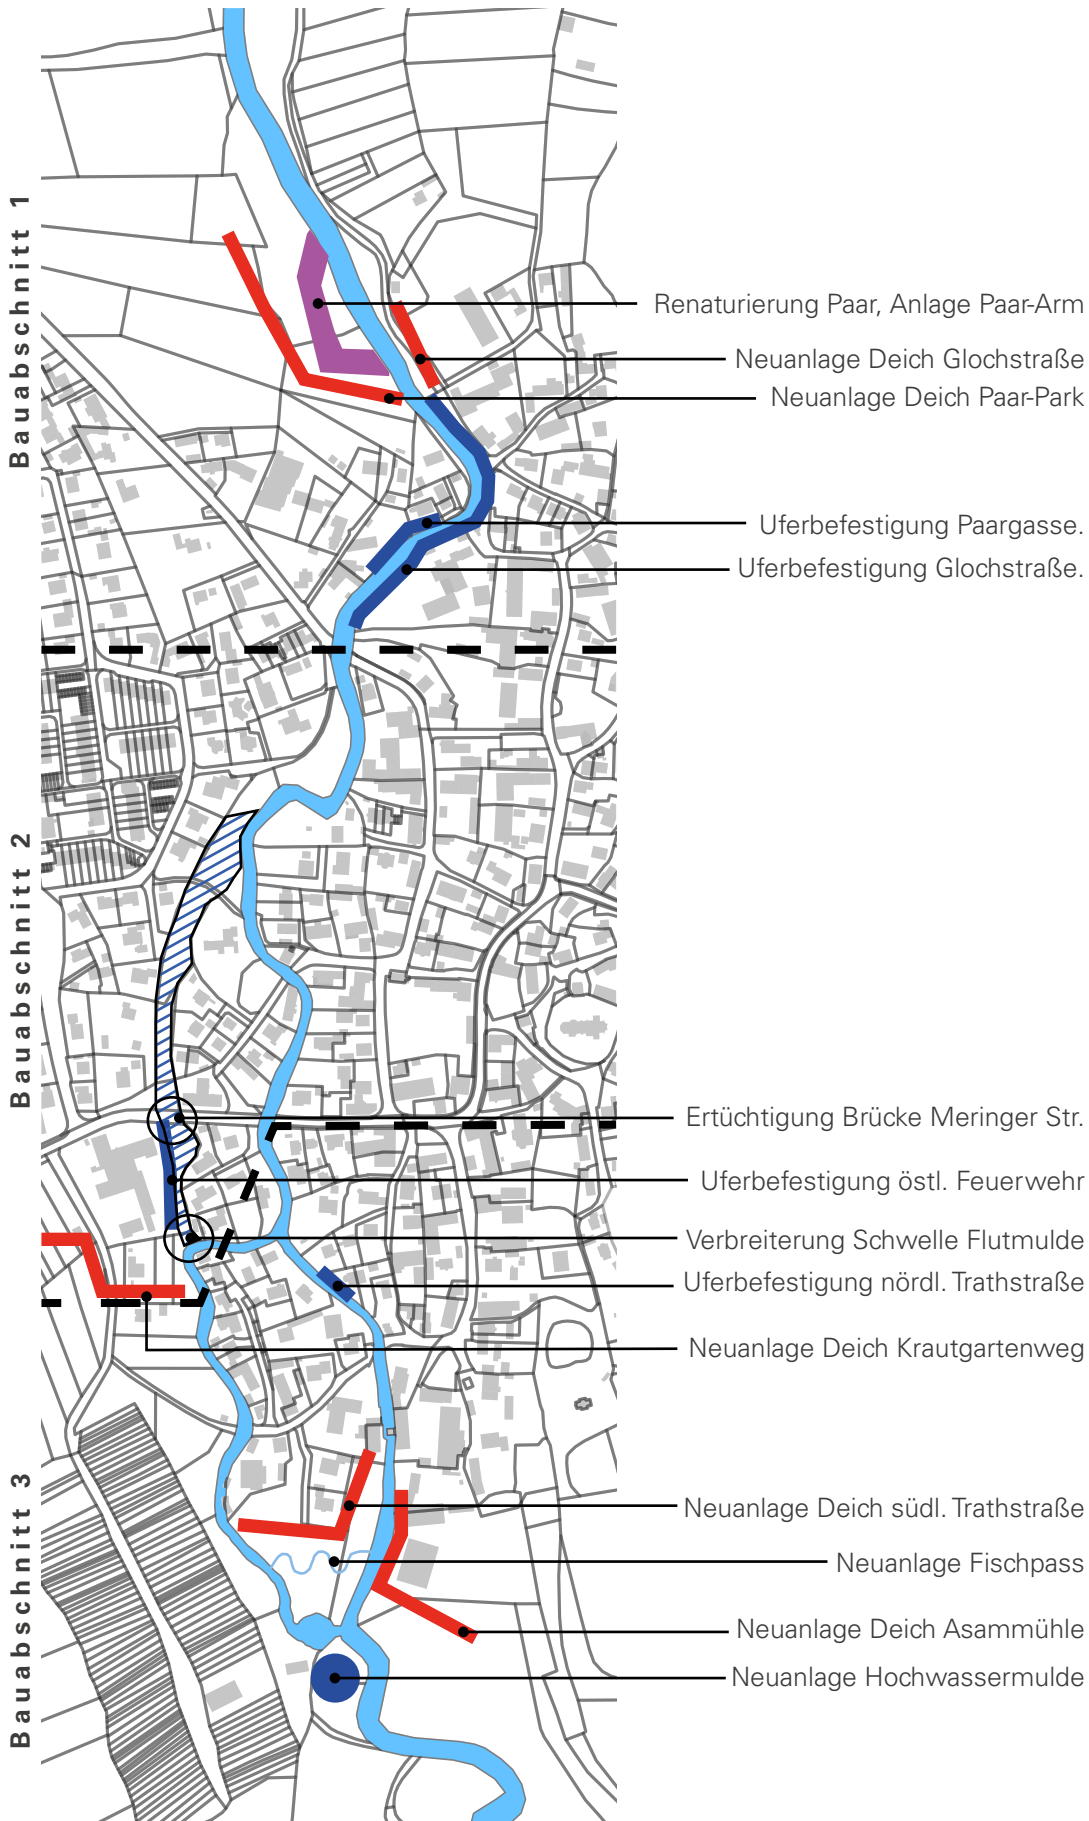 Bauabschnitt 1
Renaturierung Paar, Anlage Paar-Arm
Neuanlage Deich Glochstraße
Neuanlage Deich Paar-Park
Uferbefestigung Paargasse.
Uferbefestigung Glochstraße.
Bauabschnitt 2
Ertüchtigung Brücke Meringer Str.
Uferbefestigung östl. Feuerwehr
Verbreiterung Schwelle Flutmulde
Uferbefestigung nördl. Trathstraße
Neuanlage Deich Krautgartenweg
Bauabschnitt 3
Neuanlage Deich südl. Trathstraße
Neuanlage Fischpass
Neuanlage Deich Asammühle
Neuanlage Hochwassermulde